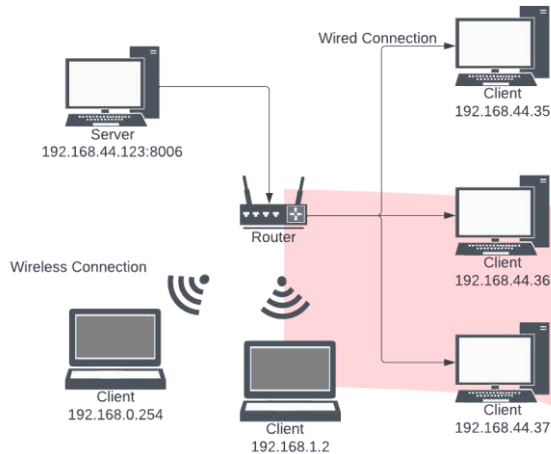 Wired Connection
Client
192.168.44.35
Server
192.168.44.123:8006
Router
Client
192.168.44.36
Wireless Connection
Client
192.168.0.254
Client
192.168.1.2
Client
192.168.44.37